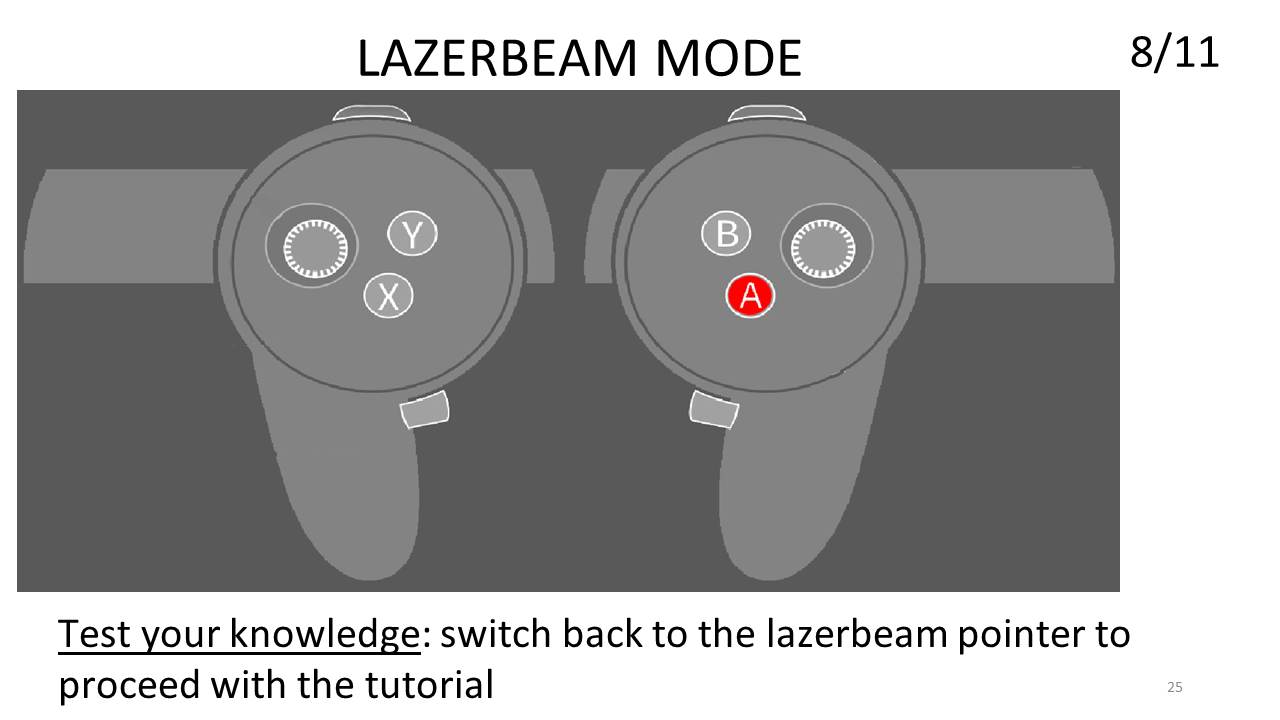 LAZERBEAM MODE
8/11
Y
X
B
A
Test your knowledge: switch back to the lazerbeam pointer to
proceed with the tutorial
25